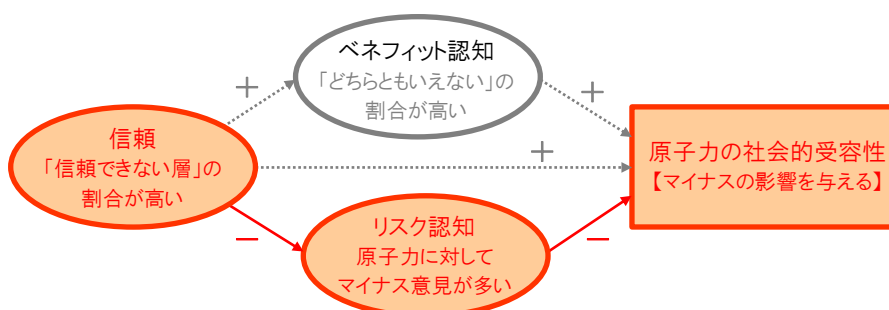 ベネフィット認知
「どちらともいえない」の
割合が高い
+
+
信頼
「信頼できない層」の
割合が高い
+
原子力の社会的受容性
【マイナスの影響を与える】
−
−
リスク認知
原子力に対して
マイナス意見が多い